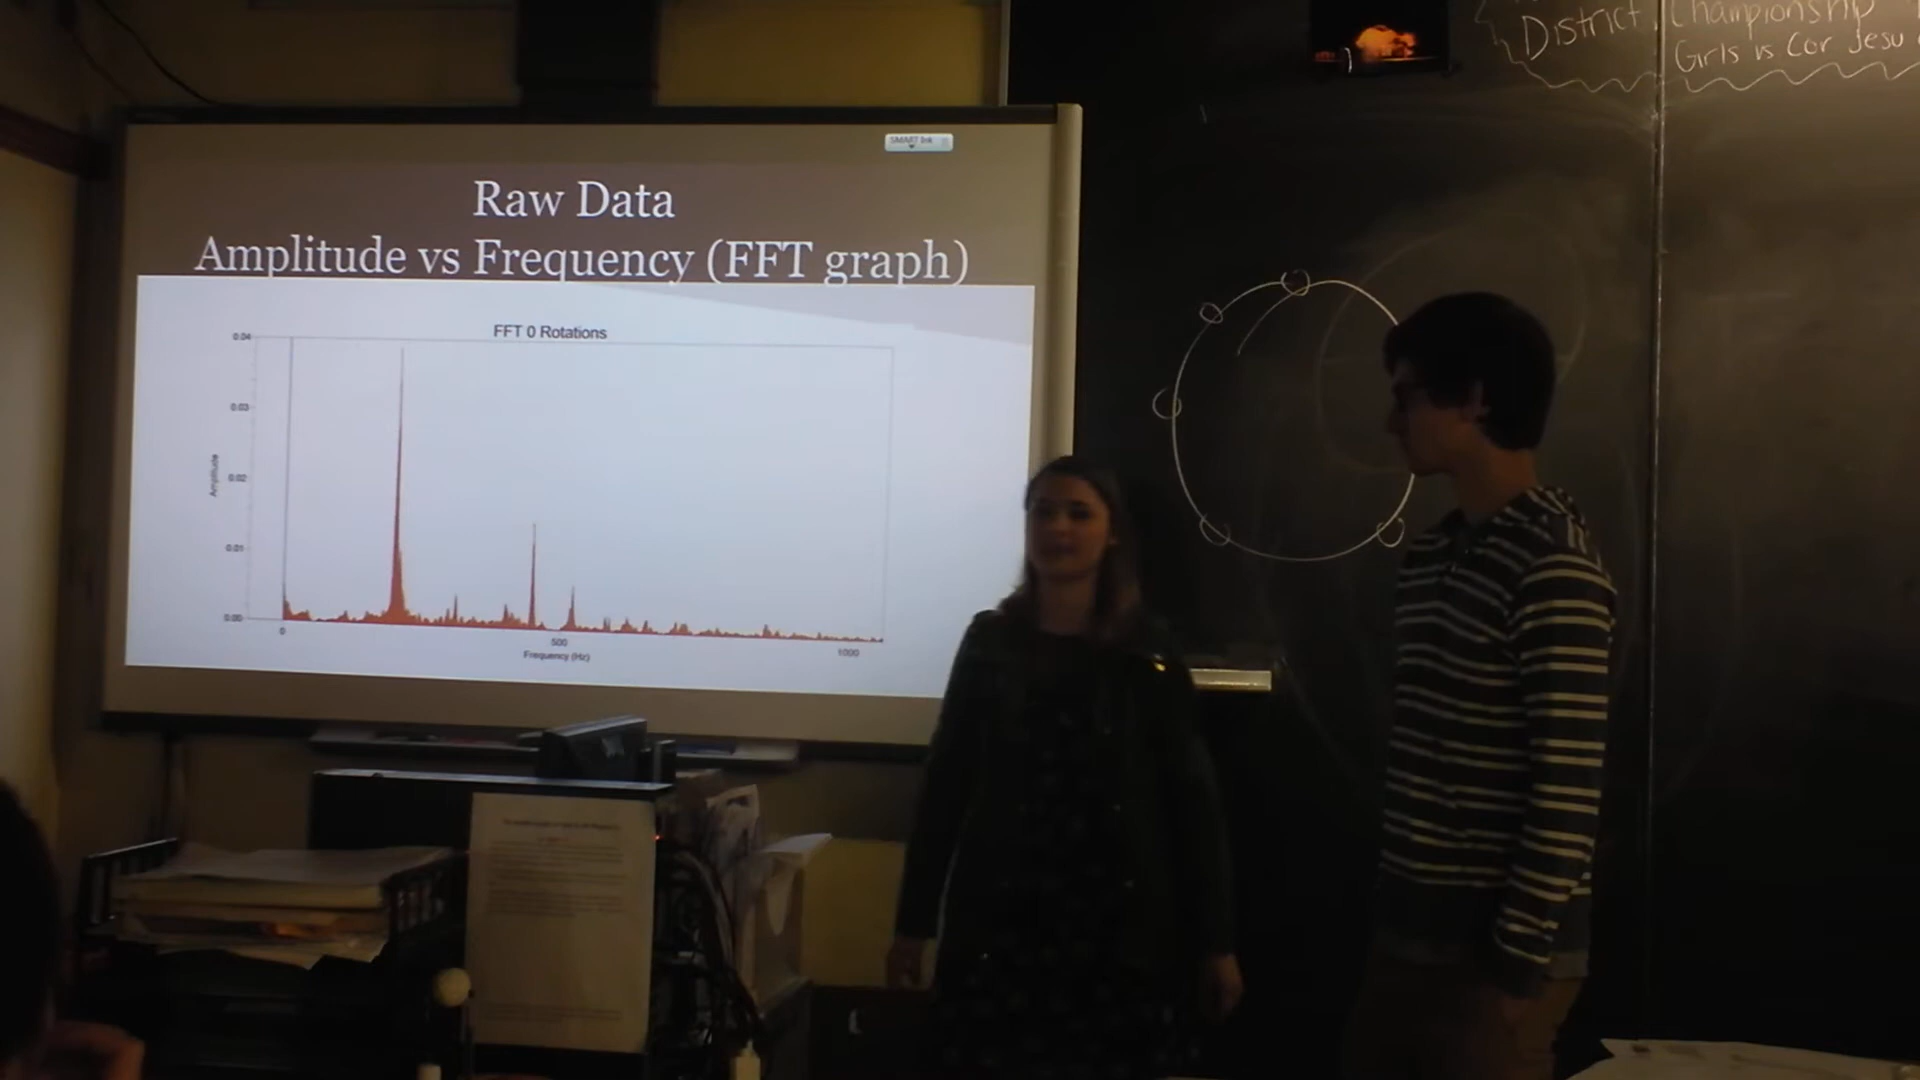 District Championship
Girls vs Cor Jesu
SMART Ink
Raw Data
Amplitude vs Frequency (FFT graph)
FFT 0 Rotations
0.04
0.03
0.02
0.01
0.00
Amplitude
0
500
1000
Frequency (Hz)